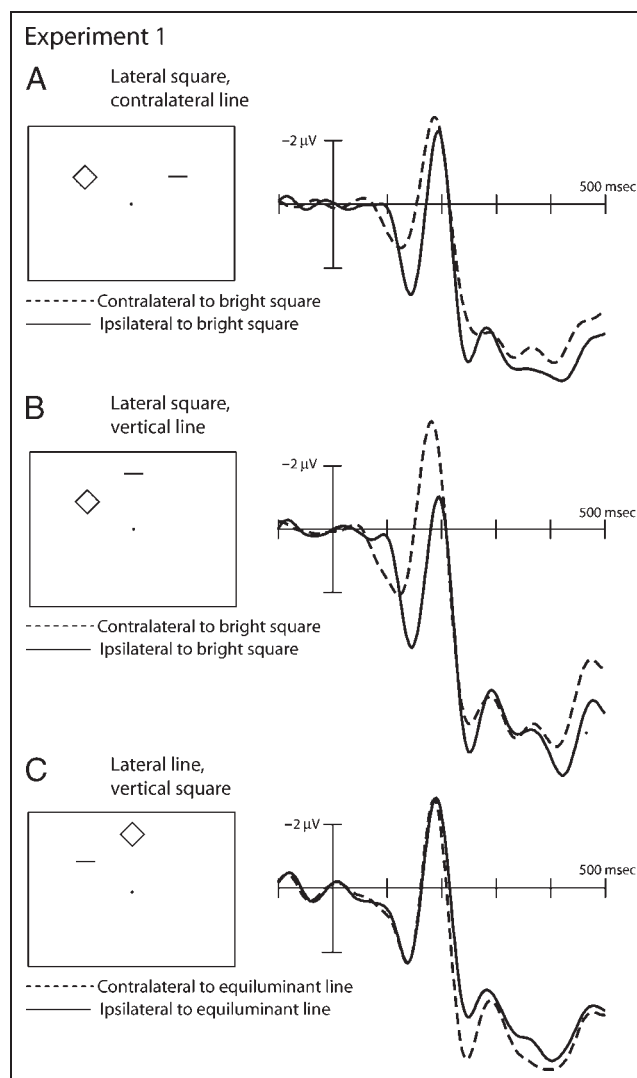 Experiment 1
A
Lateral square,
contralateral line
−2 μV
500 msec
Contralateral to bright square
Ipsilateral to bright square
B
Lateral square,
vertical line
−2 μV
500 msec
Contralateral to bright square
Ipsilateral to bright square
C
Lateral line,
vertical square
−2 μV
500 msec
Contralateral to equiluminant line
Ipsilateral to equiluminant line